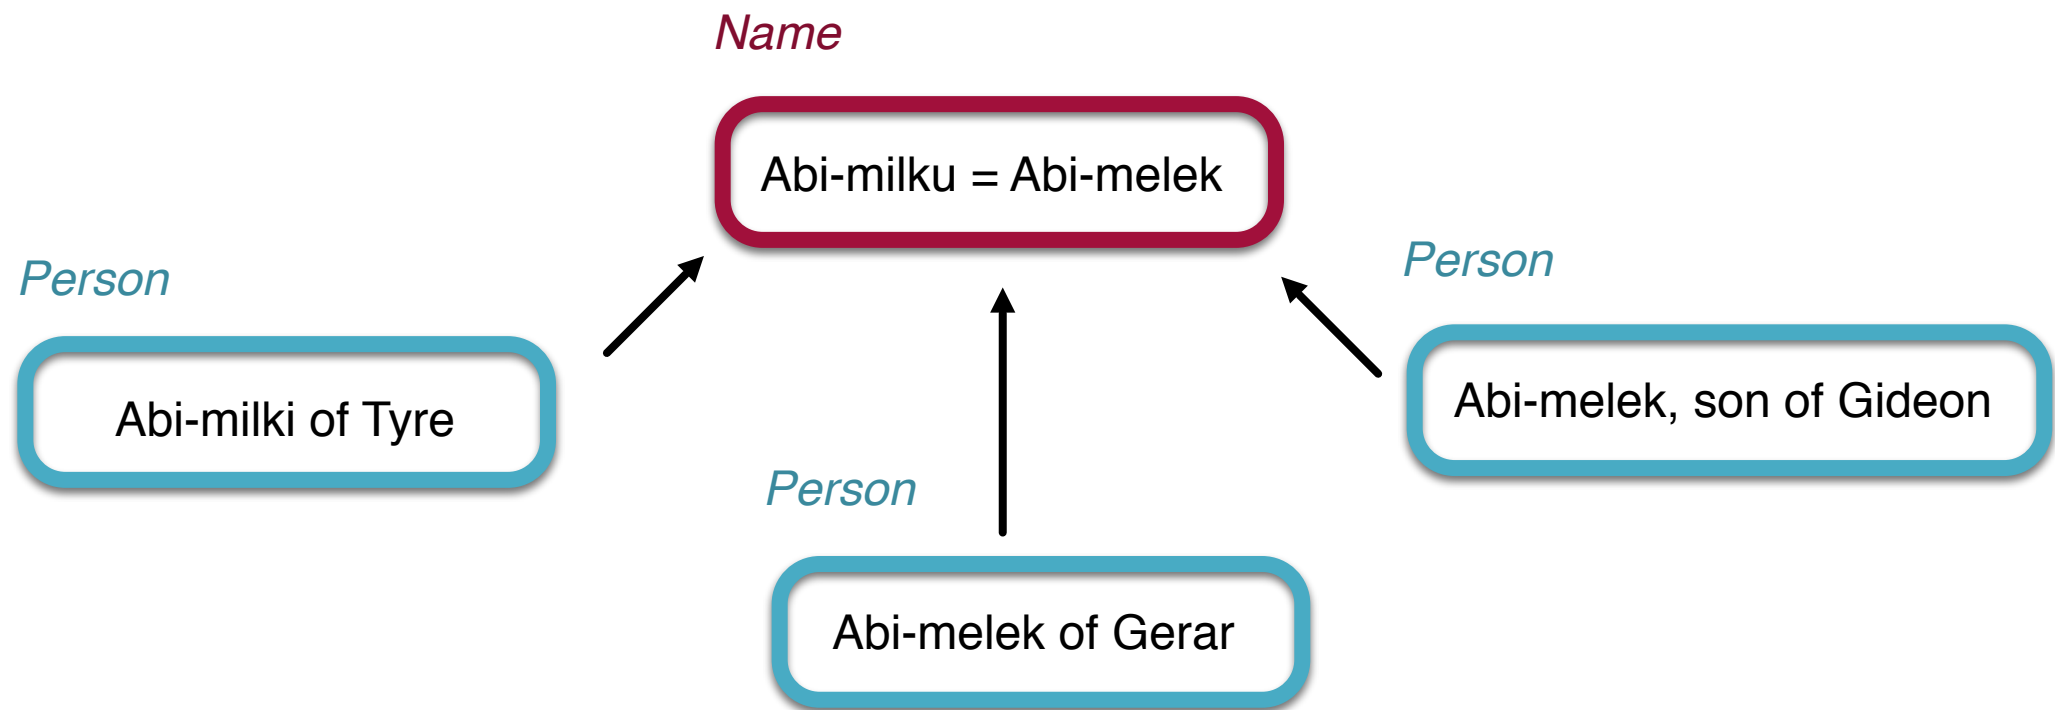 Name
Abi-milku = Abi-melek
Person
Abi-milki of Tyre
Person
Abi-melek of Gerar
Person
Abi-melek, son of Gideon